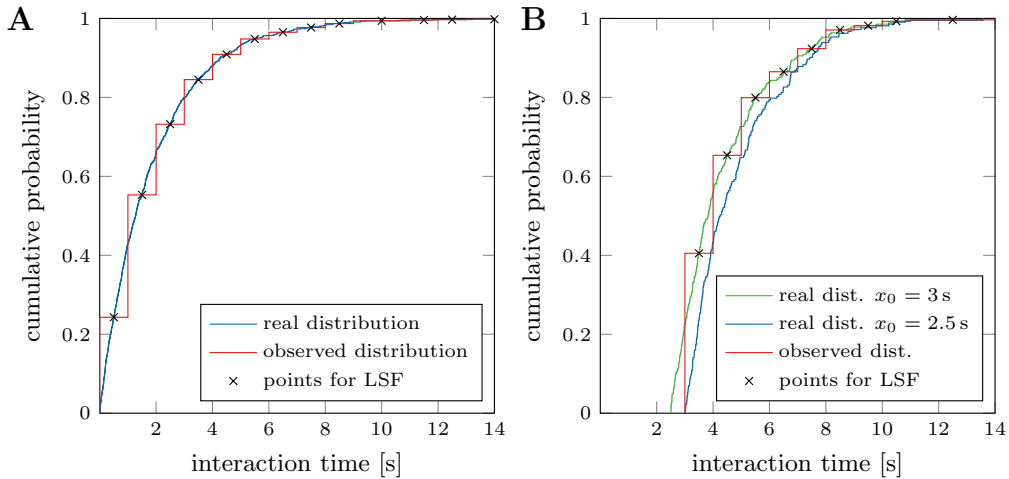 A
cumulative probability
1
0.8
0.6
0.4
0.2
0
2
4
6
8
10
12
14
interaction time [s]
real distribution
observed distribution
points for LSF
B
cumulative probability
1
0.8
0.6
0.4
0.2
0
2
4
6
8
10
12
14
interaction time [s]
real dist. x₀ = 3 s
real dist. x₀ = 2.5 s
observed dist.
points for LSF